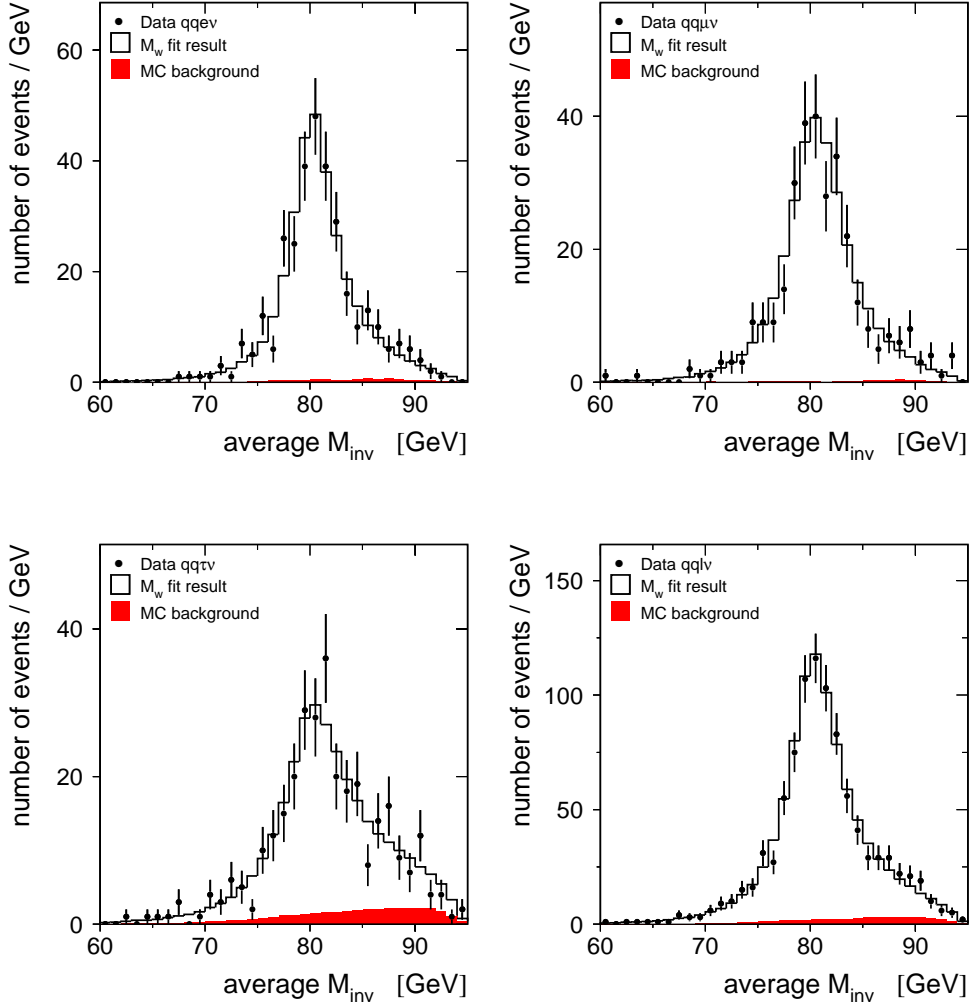 number of events / GeV
60
40
20
0
Data qqeν
M_w fit result
MC background
60 70 80 90
average M_inv [GeV]
number of events / GeV
40
20
0
Data qqμν
M_w fit result
MC background
60 70 80 90
average M_inv [GeV]
number of events / GeV
40
20
0
Data qqτν
M_w fit result
MC background
60 70 80 90
average M_inv [GeV]
number of events / GeV
150
100
50
0
Data qqlν
M_w fit result
MC background
60 70 80 90
average M_inv [GeV]